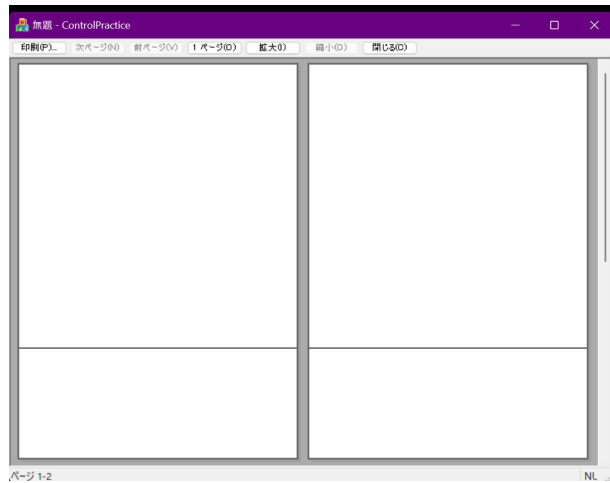 無題 - ControlPractice
印刷(P)... 次ページ(N) 前ページ(V) 1 ページ(O) 拡大(I) 縮小(O) 閉じる(C)
ページ 1-2
NL